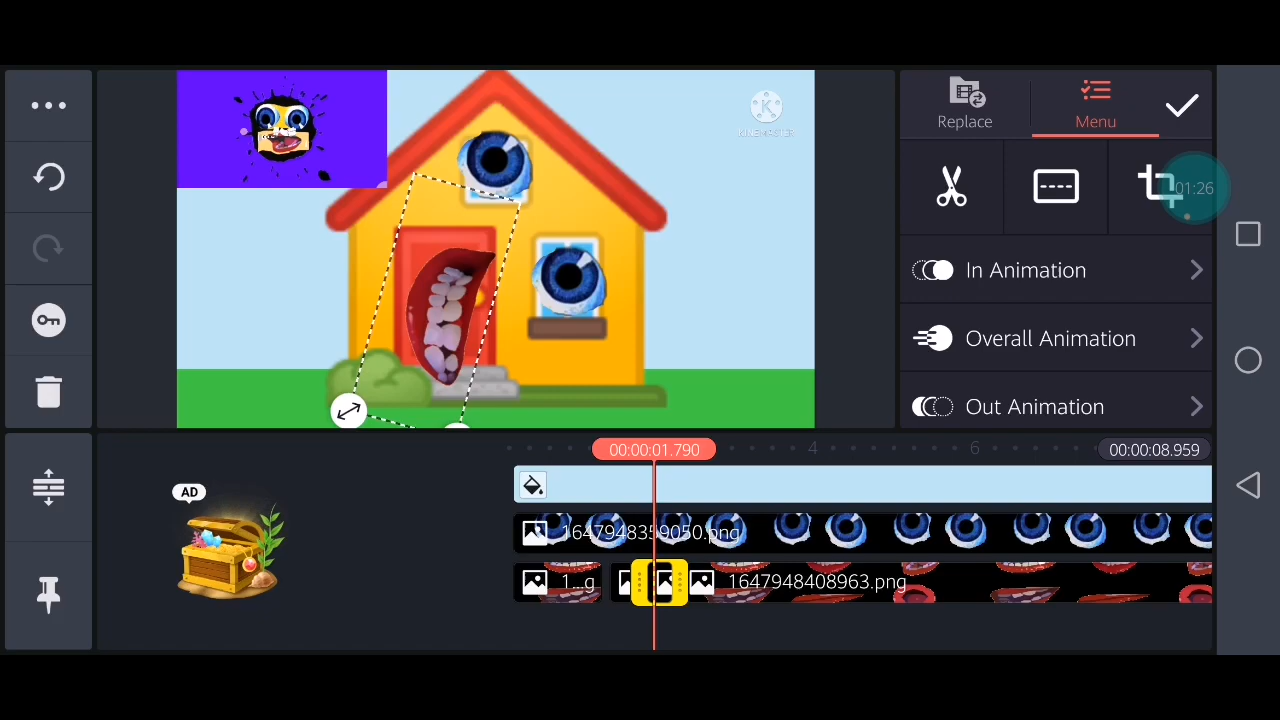 Replace
Menu
KINEMASTER
01:26
In Animation
Overall Animation
Out Animation
00:00:01.790
4
6
00:00:08.959
AD
1647948359050.png
1...g
1647948408963.png